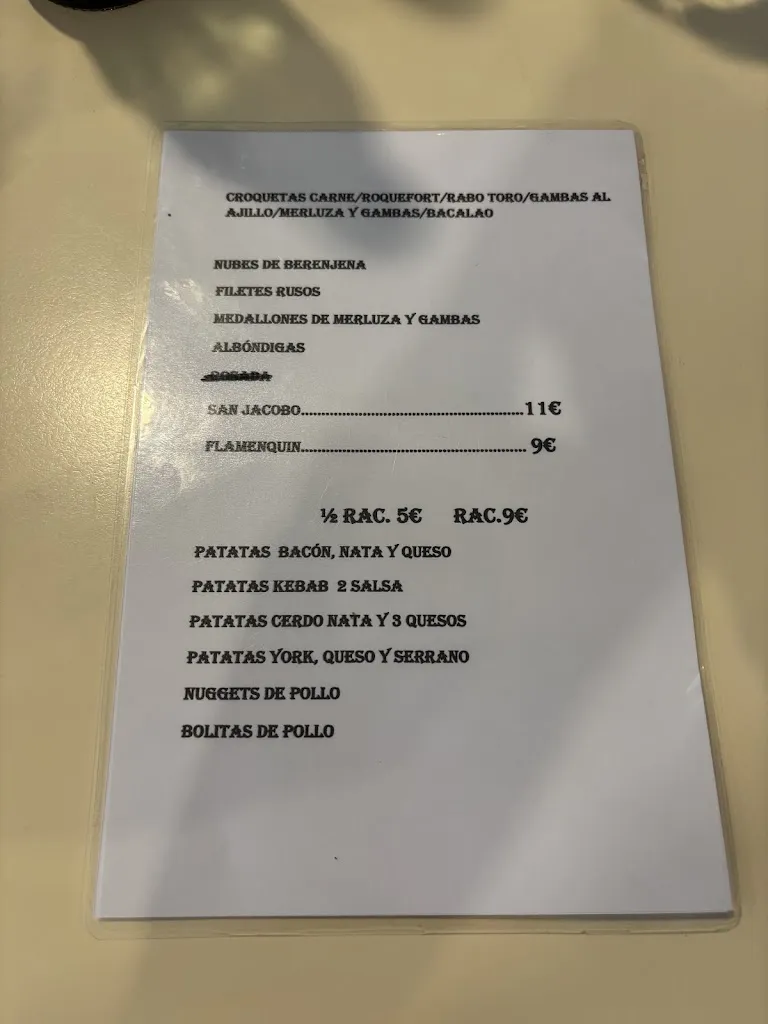 CROQUETAS CARNE/ROQUEFORT/RABO TORO/GAMBAS AL
AJILLO/MERLUZA Y GAMBAS/BACALAO
NUBES DE BERENJENA
FILETES RUSOS
MEDALLONES DE MERLUZA Y GAMBAS
ALBÓNDIGAS
SAN JACOBO......................................................11€
FLAMENQUIN....................................................... 9€
½ RAC. 5€ RAC.9€
PATATAS BACÓN, NATA Y QUESO
PATATAS KEBAB 2 SALSA
PATATAS CERDO NATA Y 3 QUESOS
PATATAS YORK, QUESO Y SERRANO
NUGGETS DE POLLO
BOLITAS DE POLLO